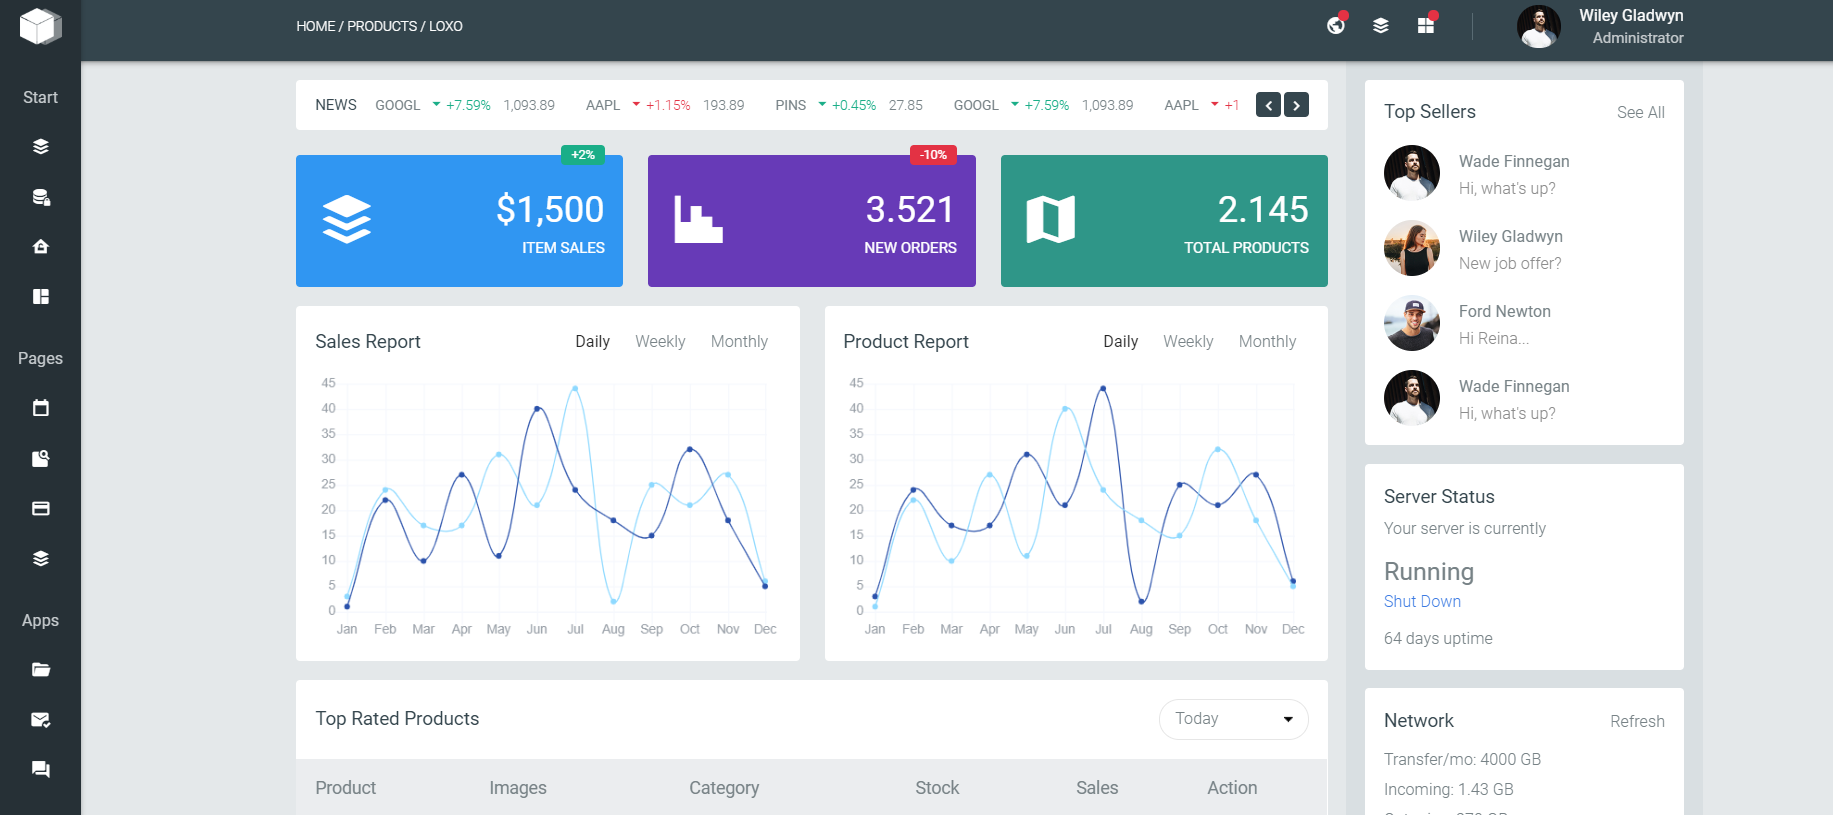 HOME / PRODUCTS / LOXO
Wiley Gladwyn
Administrator
Start
Pages
Apps
NEWS GOOGL +7.59% 1,093.89 AAPL +1.15% 193.89 PINS +0.45% 27.85 GOOGL +7.59% 1,093.89 AAPL +1
+2%
$1,500
ITEM SALES
-10%
3.521
NEW ORDERS
2.145
TOTAL PRODUCTS
Sales Report Daily Weekly Monthly
45
40
35
30
25
20
15
10
5
0
Jan Feb Mar Apr May Jun Jul Aug Sep Oct Nov Dec
Product Report Daily Weekly Monthly
45
40
35
30
25
20
15
10
5
0
Jan Feb Mar Apr May Jun Jul Aug Sep Oct Nov Dec
Top Rated Products Today
Product Images Category Stock Sales Action
Top Sellers See All
Wade Finnegan
Hi, what's up?
Wiley Gladwyn
New job offer?
Ford Newton
Hi Reina...
Wade Finnegan
Hi, what's up?
Server Status
Your server is currently
Running
Shut Down
64 days uptime
Network Refresh
Transfer/mo: 4000 GB
Incoming: 1.43 GB